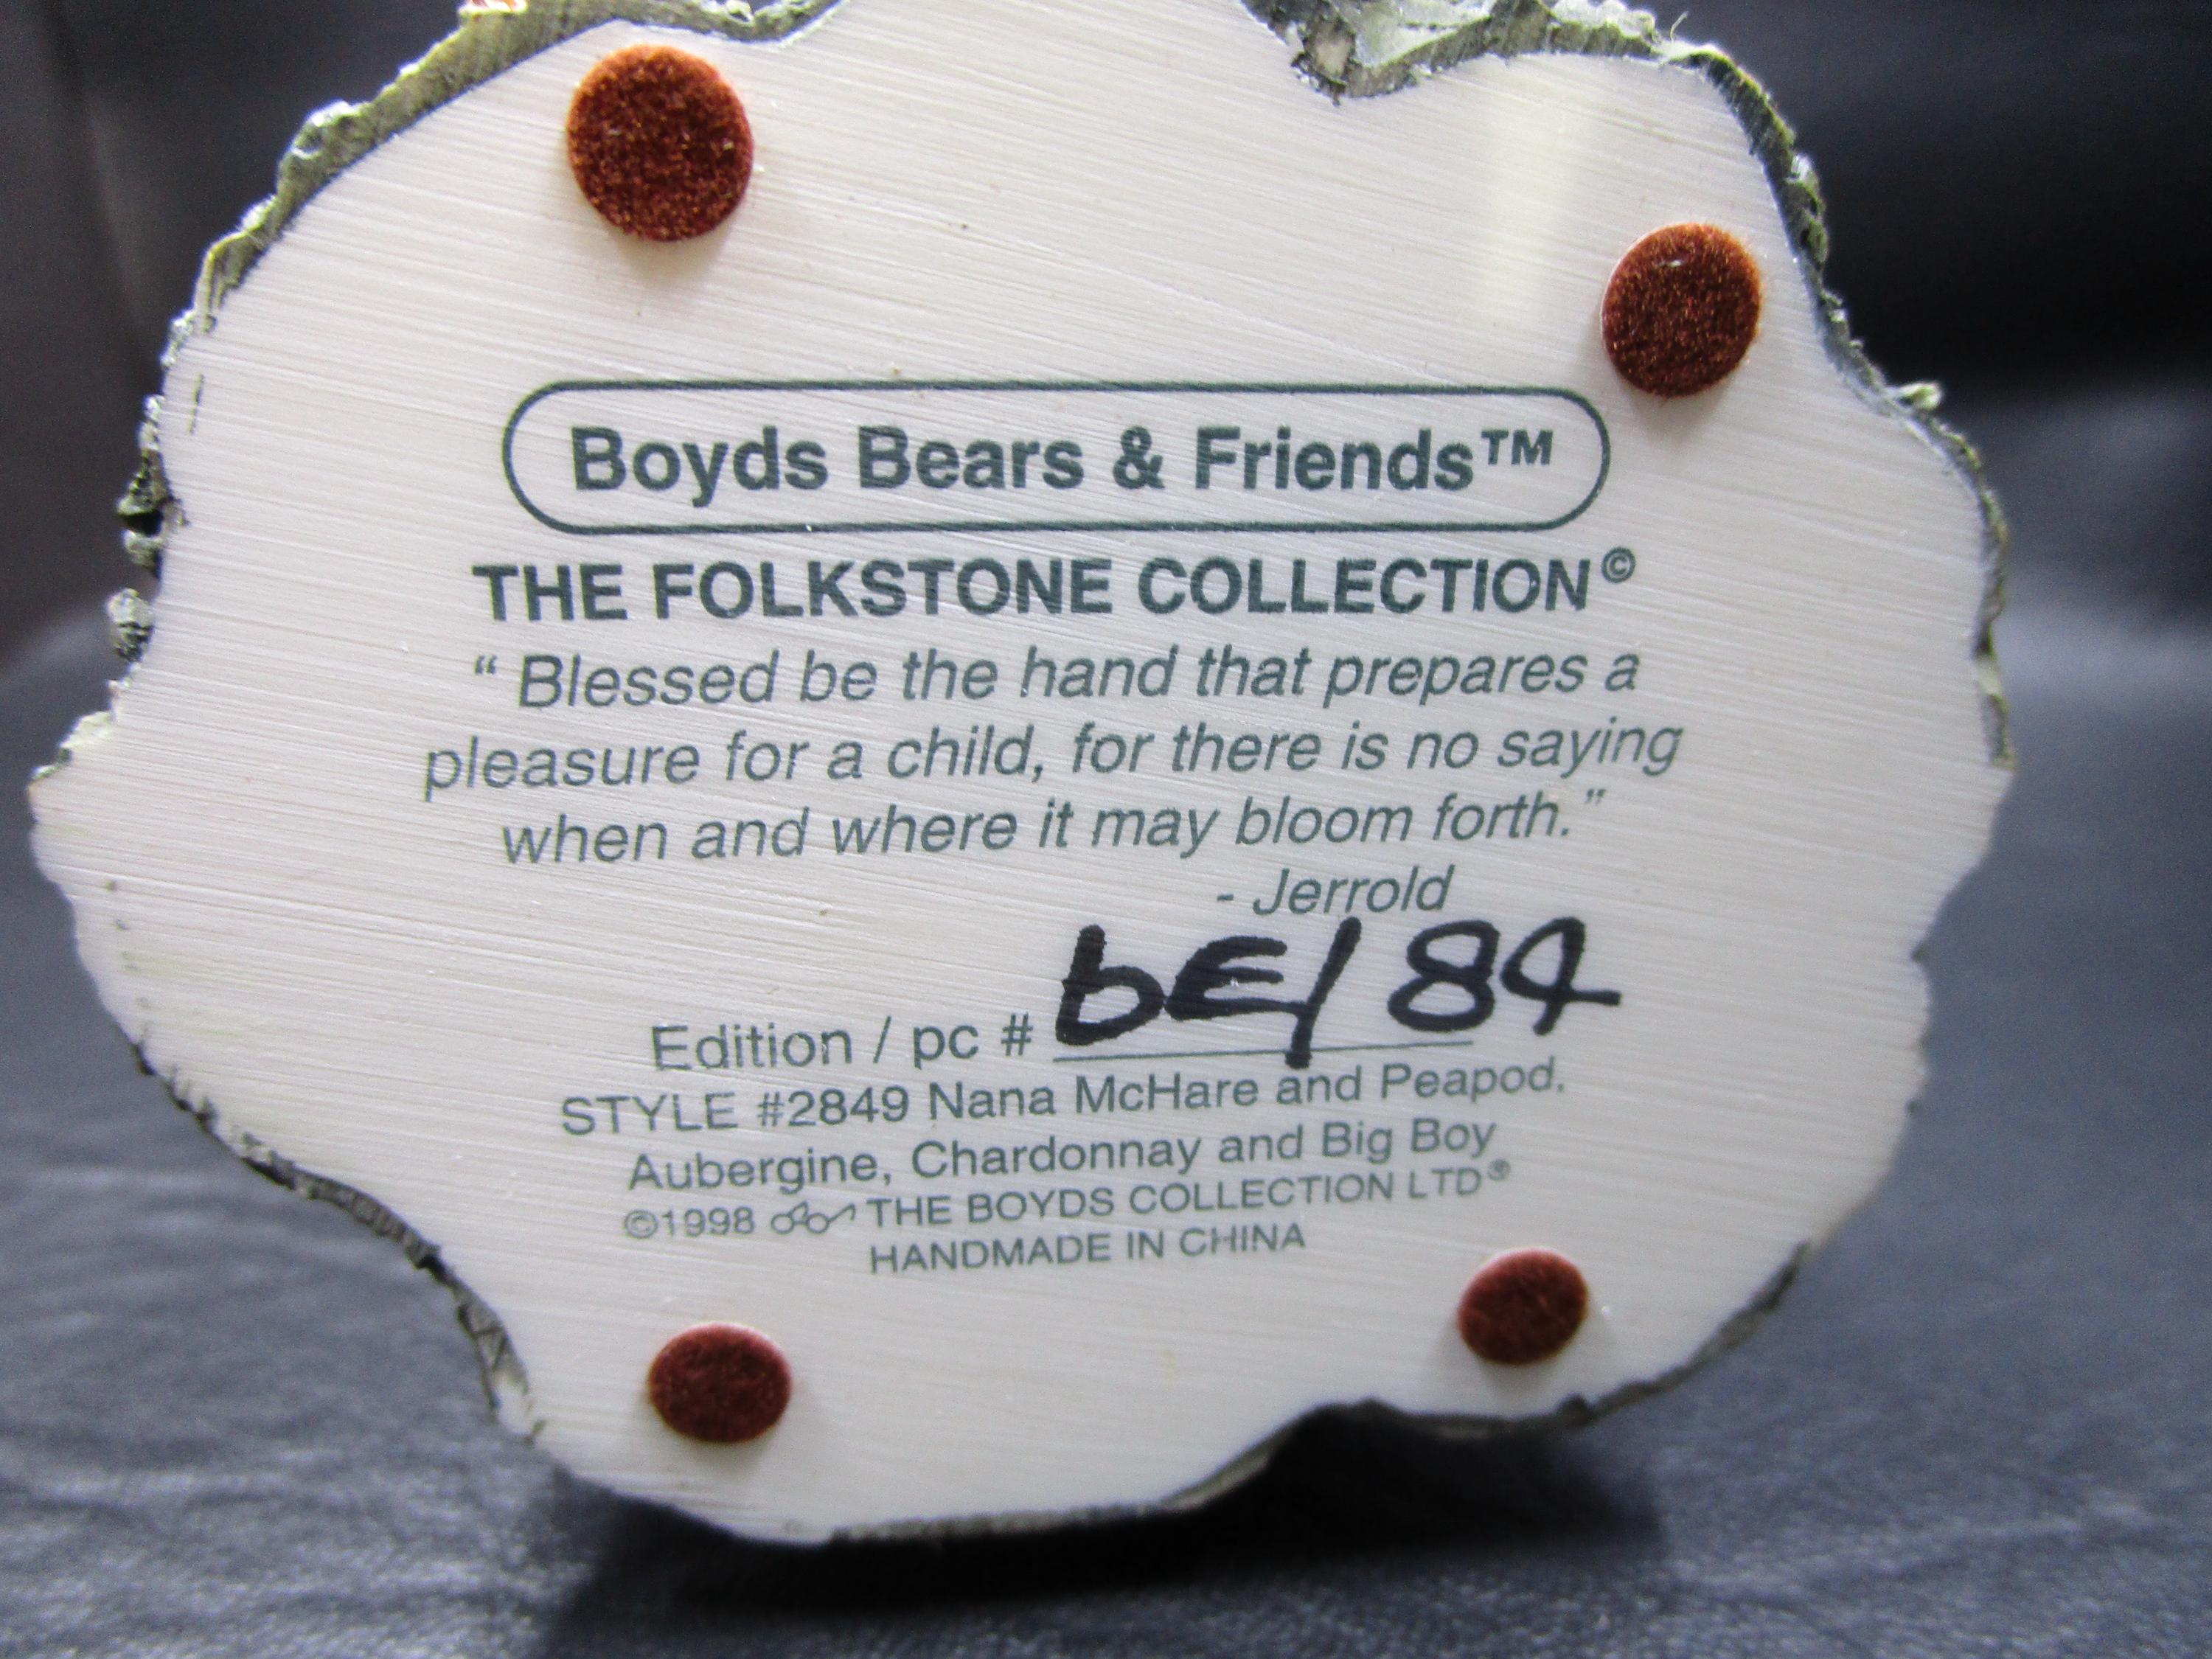 Boyds Bears & Friends™
THE FOLKSTONE COLLECTION©
“ Blessed be the hand that prepares a
pleasure for a child, for there is no saying
when and where it may bloom forth.”
- Jerrold
Edition / pc # 6E/ 84
STYLE #2849 Nana McHare and Peapod.
Aubergine, Chardonnay and Big Boy
©1998 THE BOYDS COLLECTION LTD®
HANDMADE IN CHINA